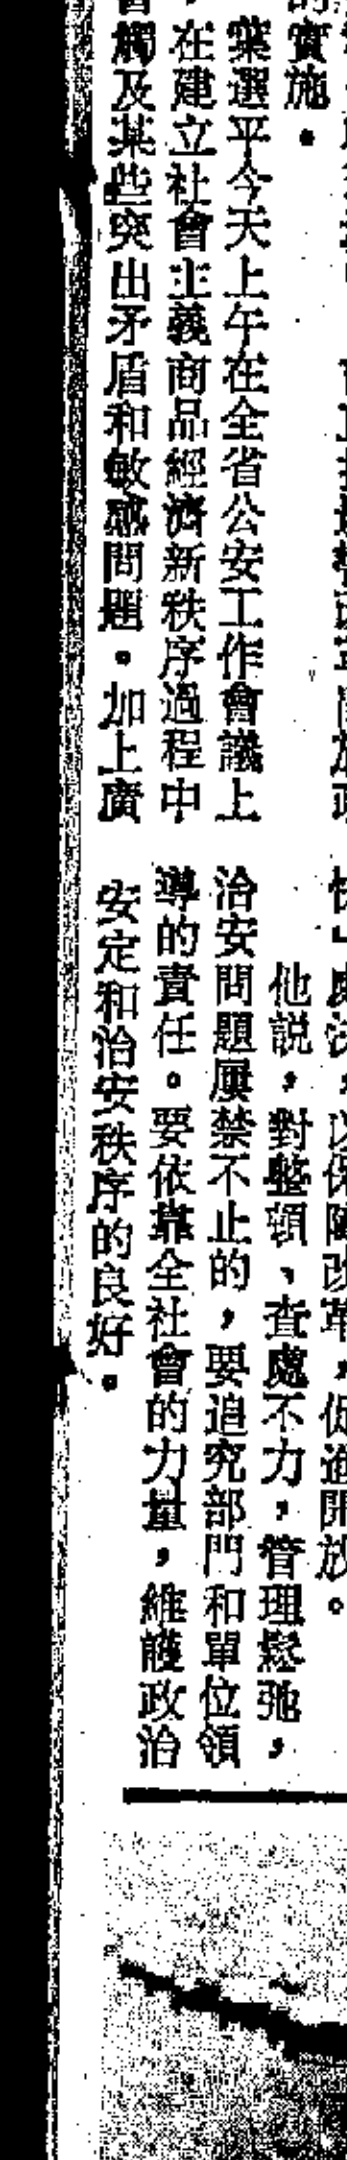 的實施。
葉選平今天上午在全省公安工作會議上
，在建立社會主義商品經濟新秩序過程中
會觸及某些突出矛盾和敏感問題。加上廣
快」處決，以保障改革，促進開放。
他說，對整頓、查處不力，管理鬆弛，
治安問題屢禁不止的，要追究部門和單位領
導的責任。要依靠全社會的力量，維護政治
安定和治安秩序的良好。